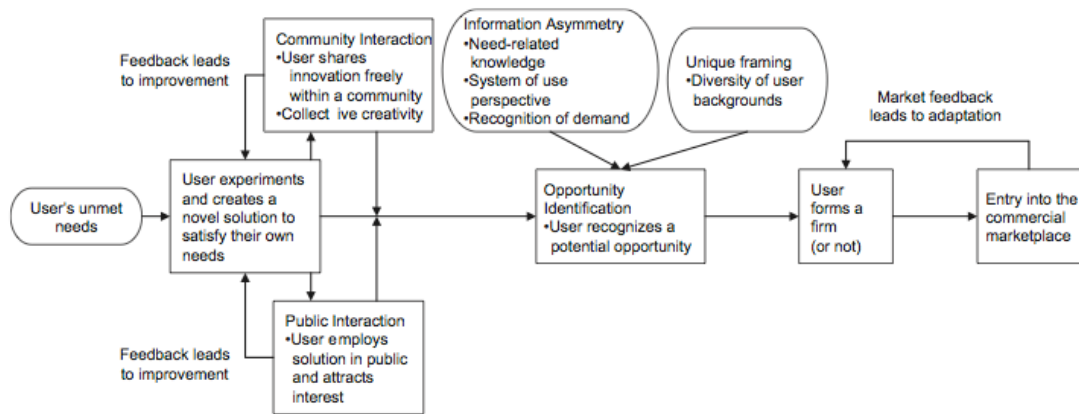 Feedback leads
to improvement
Community Interaction
•User shares
innovation freely
within a community
•Collect ive creativity
Information Asymmetry
•Need-related
knowledge
•System of use
perspective
•Recognition of demand
Unique framing
•Diversity of user
backgrounds
Market feedback
leads to adaptation
User's unmet
needs
User experiments
and creates a
novel solution to
satisfy their own
needs
Opportunity
Identification
•User recognizes a
potential opportunity
User
forms a
firm
(or not)
Entry into the
commercial
marketplace
Feedback leads
to improvement
Public Interaction
•User employs
solution in public
and attracts
interest